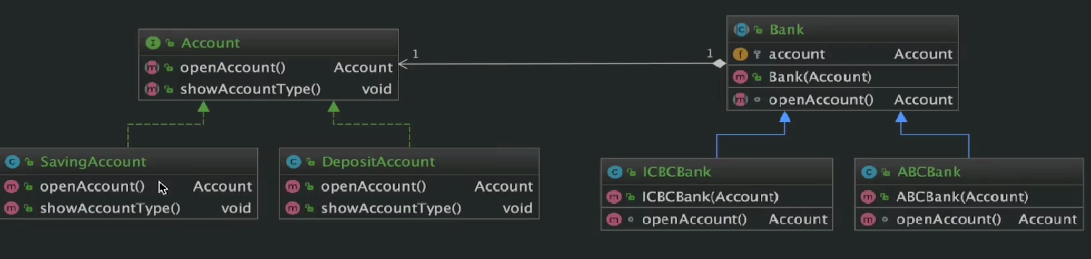 Account
openAccount() Account
showAccountType() void
1 1
Bank
account Account
Bank(Account)
openAccount() Account
SavingAccount
openAccount() Account
showAccountType() void
DepositAccount
openAccount() Account
showAccountType() void
ICBCBank
ICBCBank(Account)
openAccount() Account
ABCBank
ABCBank(Account)
openAccount() Account